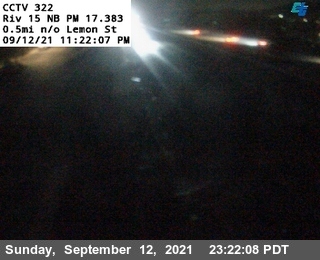 CCTV 322
Riv 15 NB PM 17.383
0.5mi n/o Lemon St
09/12/21 11:22:07 PM
Sunday, September 12, 2021 23:22:08 PDT